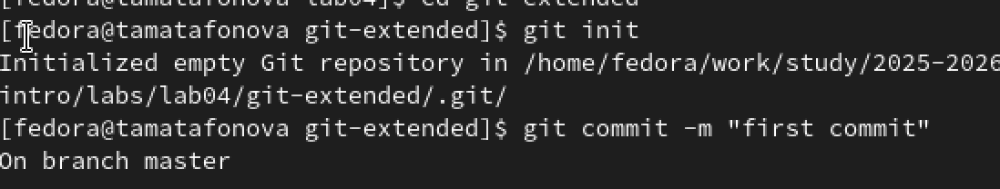 [fedora@tamatafonova lab04]$ cd git-extended
[fedora@tamatafonova git-extended]$ git init
Initialized empty Git repository in /home/fedora/work/study/2025-2026
intro/labs/lab04/git-extended/.git/
[fedora@tamatafonova git-extended]$ git commit -m "first commit"
On branch master